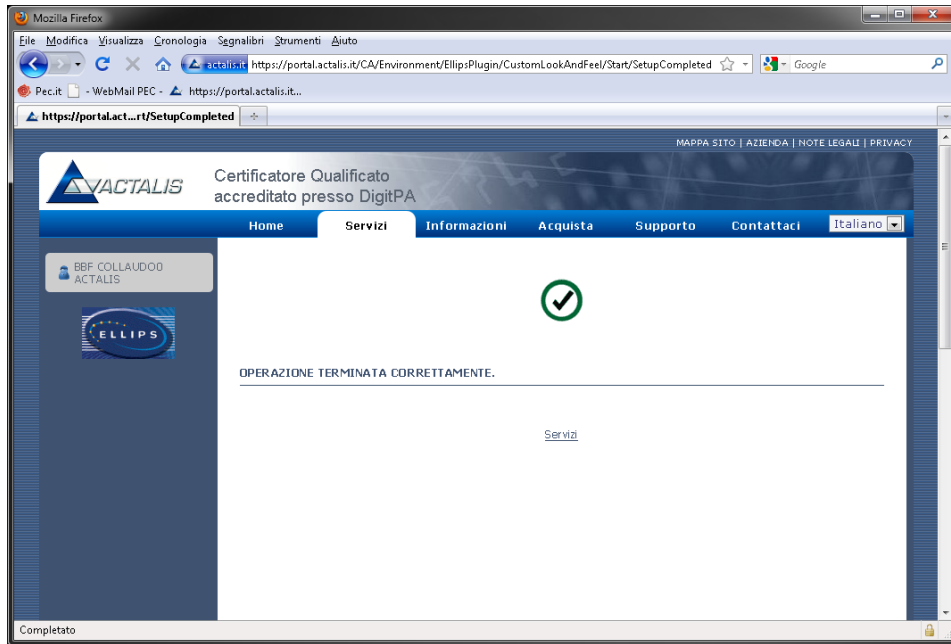 Mozilla Firefox
File Modifica Visualizza Cronologia Segnalibri Strumenti Aiuto
actalis.it https://portal.actalis.it/CA/Environment/EllipsPlugin/CustomLookAndFeel/Start/SetupCompleted Google
Pec.it - WebMail PEC - https://portal.actalis.it...
https://portal.act...rt/SetupCompleted
MAPPA SITO | AZIENDA | NOTE LEGALI | PRIVACY
ACTALIS
Certificatore Qualificato
accreditato presso DigitPA
Home Servizi Informazioni Acquista Supporto Contattaci Italiano
BBF COLLAUDO0
ACTALIS
ELLIPS
OPERAZIONE TERMINATA CORRETTAMENTE.
Servizi
Completato